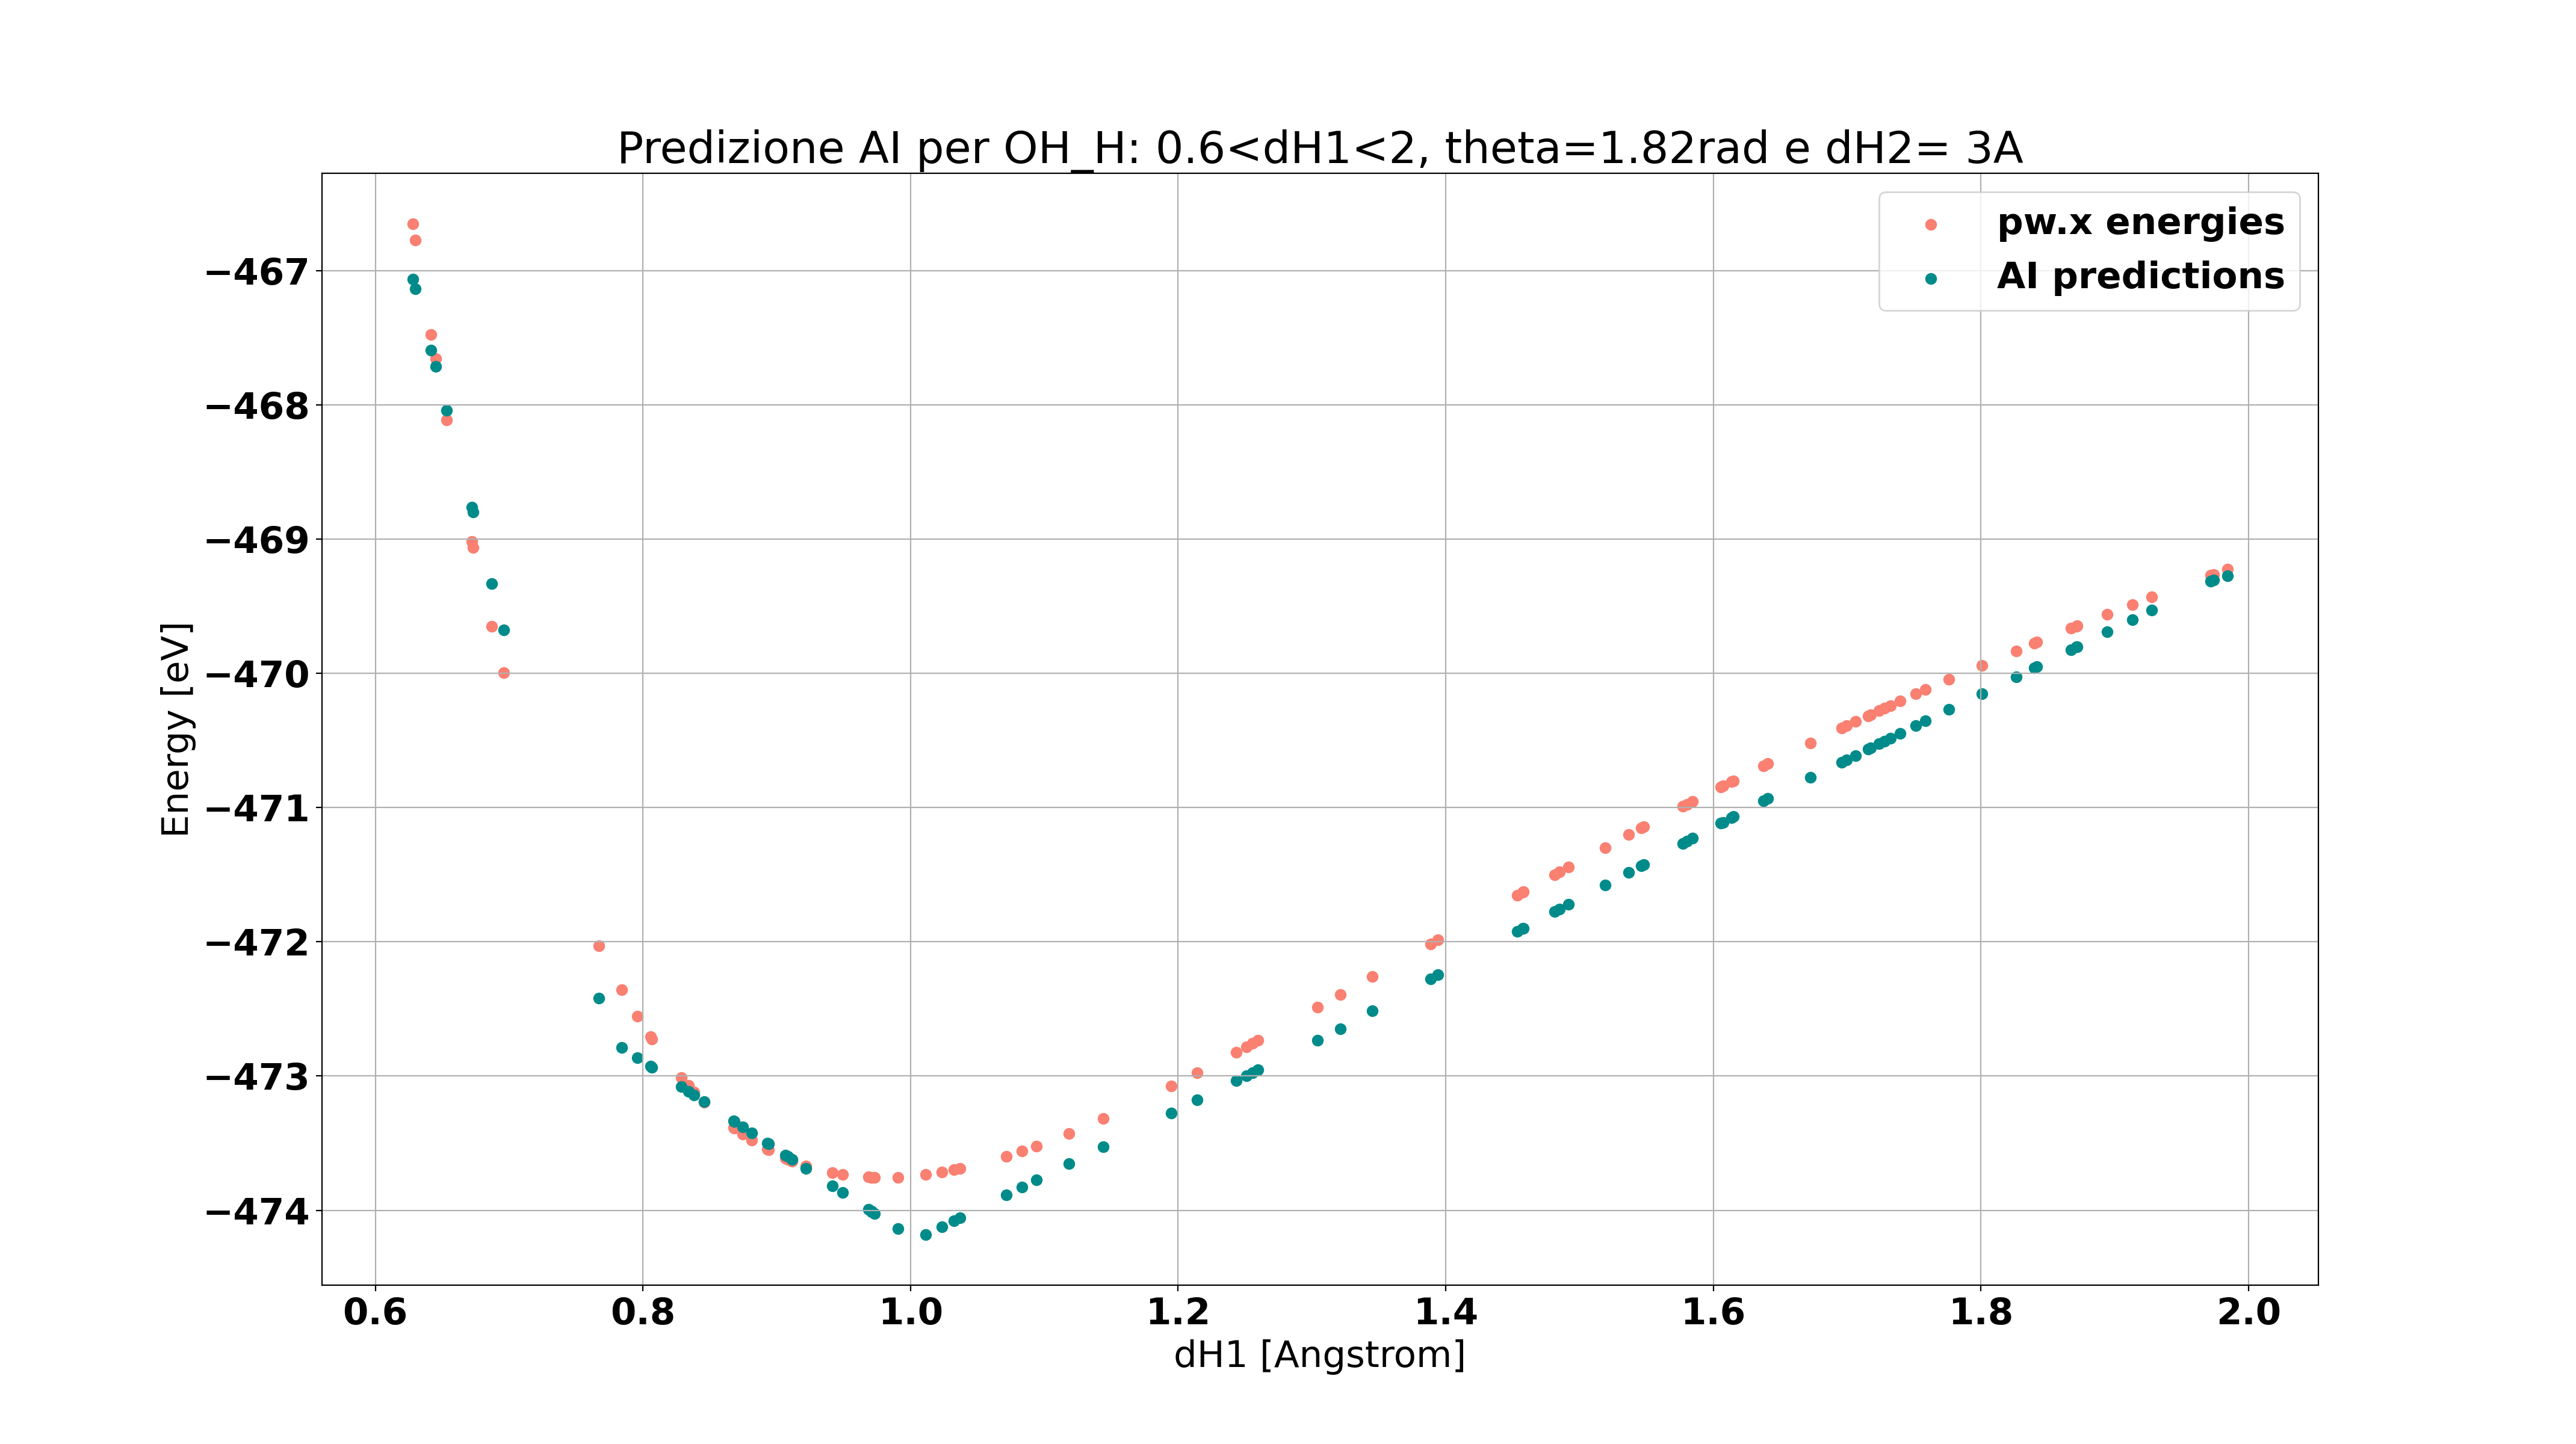 Predizione AI per OH_H: 0.6<dH1<2, theta=1.82rad e dH2= 3A
pw.x energies
AI predictions
−467
−468
−469
−470
−471
−472
−473
−474
Energy [eV]
0.6 0.8 1.0 1.2 1.4 1.6 1.8 2.0
dH1 [Angstrom]